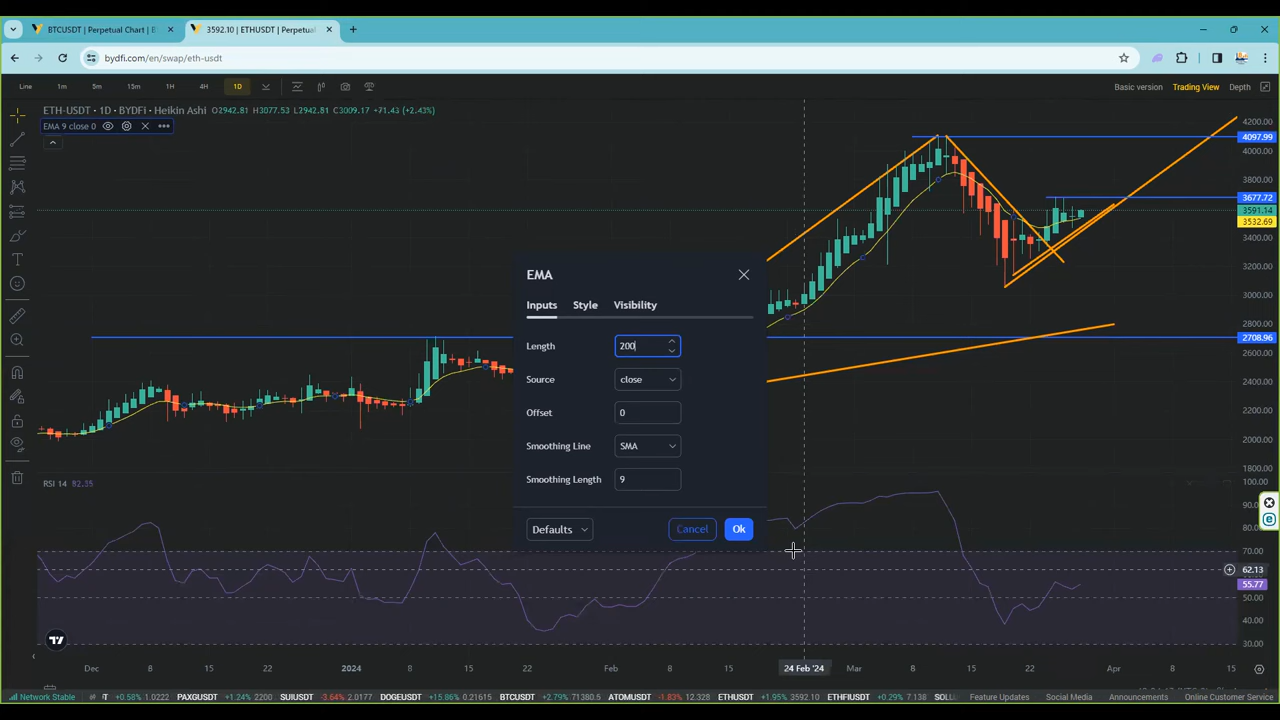 BTCUSDT | Perpetual Chart | B
3592.10 | ETHUSDT | Perpetual
bydfi.com/en/swap/eth-usdt
Line 1m 5m 15m 1H 4H 1D Basic version Trading View Depth
ETH-USDT · 1D · BYDFi · Heikin Ashi O2942.81 H3077.53 L2942.81 C3009.17 +71.43 (+2.43%)
EMA 9 close 0
4200.00
4097.99
4000.00
3800.00
3677.72
3591.14
3532.69
3400.00
3200.00
3000.00
2800.00
2708.96
2600.00
2400.00
2200.00
2000.00
1800.00
EMA
Inputs Style Visibility
Length 200
Source close
Offset 0
Smoothing Line SMA
Smoothing Length 9
Defaults Cancel Ok
RSI 14 82.35
100.00
80.00
70.00
62.13
55.77
50.00
40.00
30.00
Dec 8 15 22 2024 8 15 22 Feb 8 15 24 Feb '24 Mar 8 15 22 Apr 8 15
Network Stable +0.58% 1.0222 PAXGUSDT +1.24% 2200 SUIUSDT -3.64% 2.0177 DOGEUSDT +15.86% 0.21615 BTCUSDT +2.79% 71380.5 ATOMUSDT -1.83% 12.328 ETHUSDT +1.95% 3592.10 ETHFIUSDT +0.29% 7.138 Feature Updates Social Media Announcements Online Customer Service